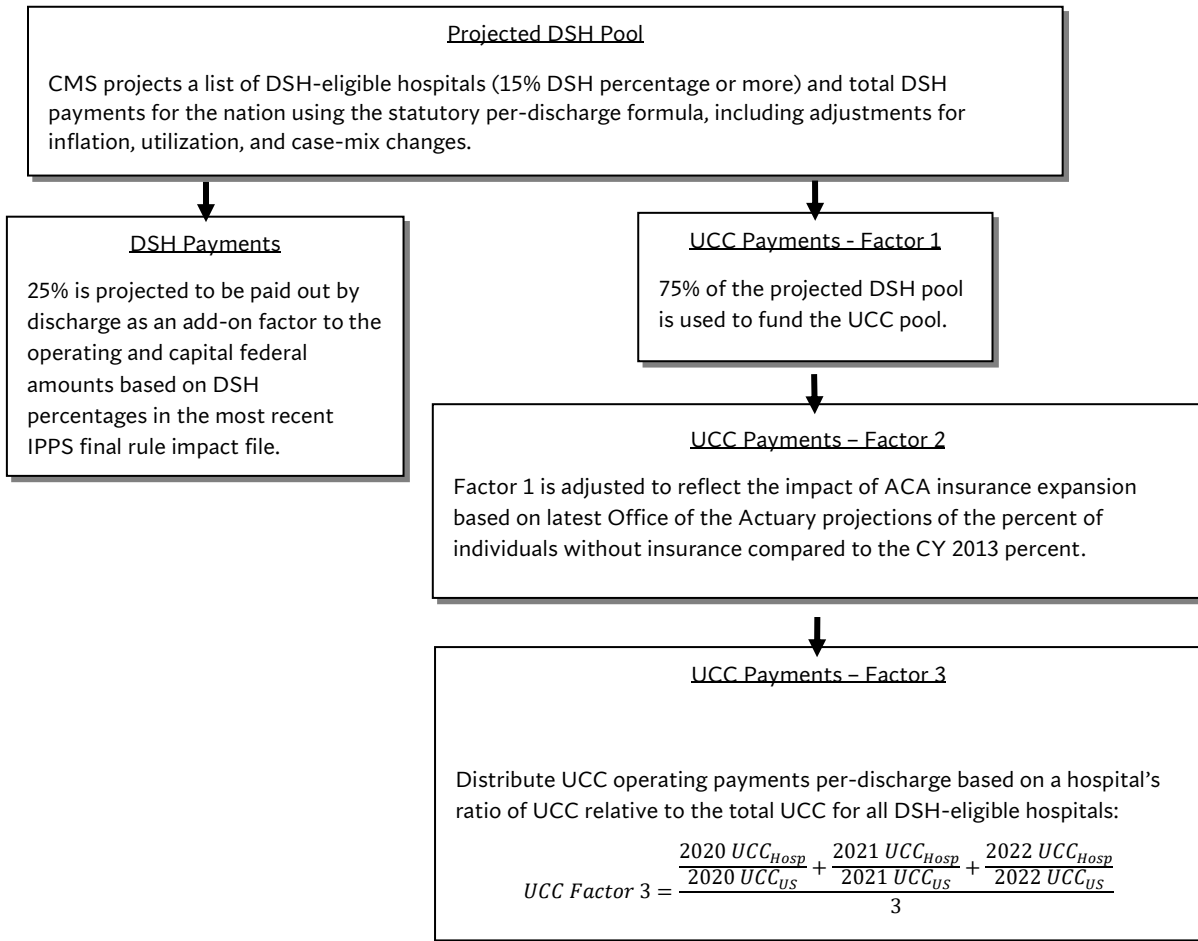 Projected DSH Pool
CMS projects a list of DSH-eligible hospitals (15% DSH percentage or more) and total DSH
payments for the nation using the statutory per-discharge formula, including adjustments for
inflation, utilization, and case-mix changes.
DSH Payments
25% is projected to be paid out by
discharge as an add-on factor to the
operating and capital federal
amounts based on DSH
percentages in the most recent
IPPS final rule impact file.
UCC Payments - Factor 1
75% of the projected DSH pool
is used to fund the UCC pool.
UCC Payments – Factor 2
Factor 1 is adjusted to reflect the impact of ACA insurance expansion
based on latest Office of the Actuary projections of the percent of
individuals without insurance compared to the CY 2013 percent.
UCC Payments – Factor 3
Distribute UCC operating payments per-discharge based on a hospital's
ratio of UCC relative to the total UCC for all DSH-eligible hospitals:
2020 UCC_Hosp 2021 UCC_Hosp 2022 UCC_Hosp
UCC Factor 3 = + +
2020 UCC_US 2021 UCC_US 2022 UCC_US
3